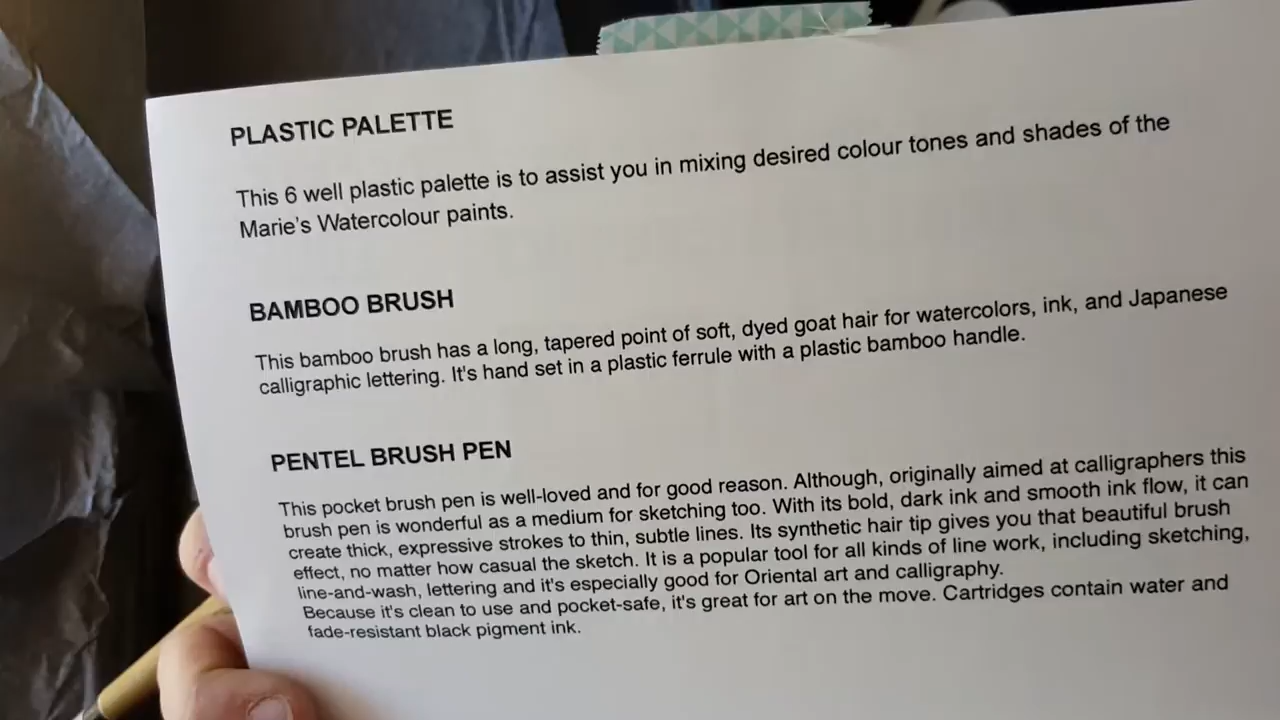 PLASTIC PALETTE
This 6 well plastic palette is to assist you in mixing desired colour tones and shades of the
Marie's Watercolour paints.
BAMBOO BRUSH
This bamboo brush has a long, tapered point of soft, dyed goat hair for watercolors, ink, and Japanese
calligraphic lettering. It's hand set in a plastic ferrule with a plastic bamboo handle.
PENTEL BRUSH PEN
This pocket brush pen is well-loved and for good reason. Although, originally aimed at calligraphers this
brush pen is wonderful as a medium for sketching too. With its bold, dark ink and smooth ink flow, it can
create thick, expressive strokes to thin, subtle lines. Its synthetic hair tip gives you that beautiful brush
effect, no matter how casual the sketch. It is a popular tool for all kinds of line work, including sketching,
line-and-wash, lettering and it's especially good for Oriental art and calligraphy.
Because it's clean to use and pocket-safe, it's great for art on the move. Cartridges contain water and
fade-resistant black pigment ink.